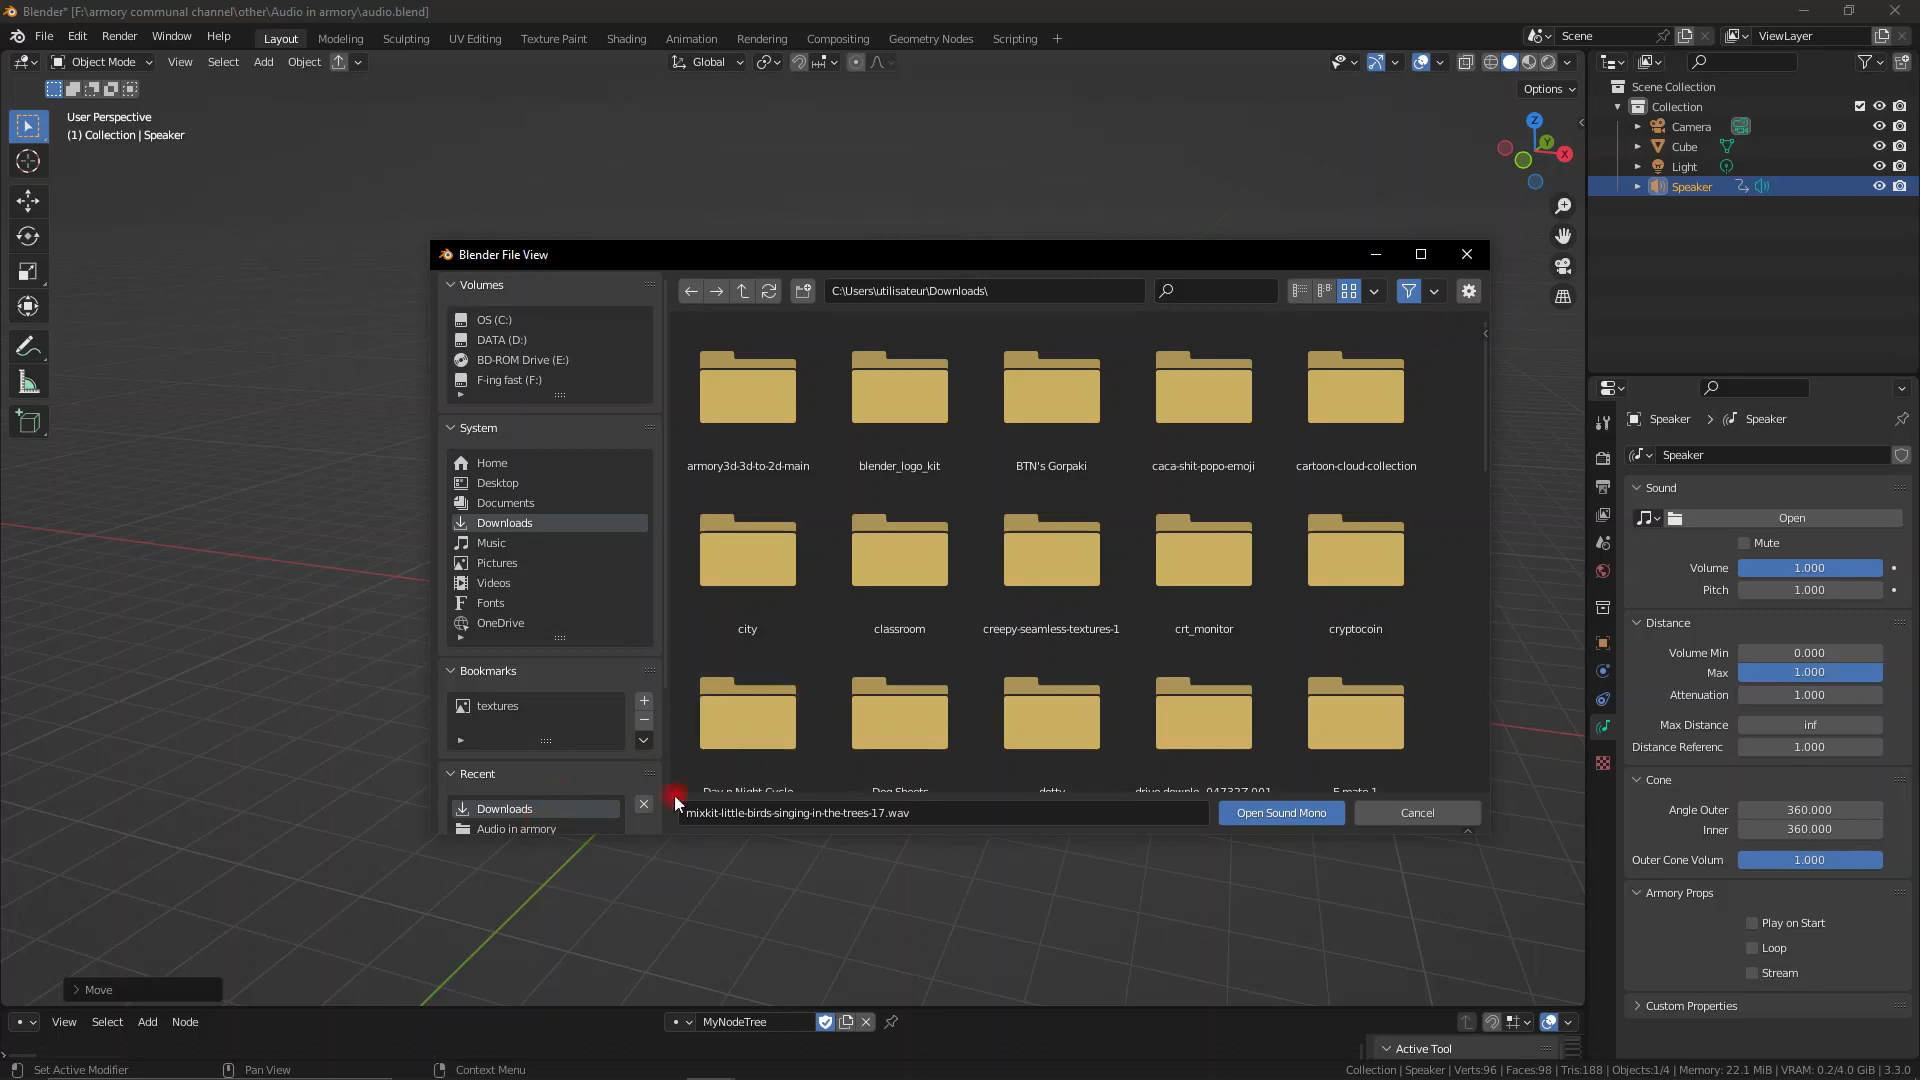 Blender* [F:\armory communal channel\other\Audio in armory\audio.blend]
File Edit Render Window Help Layout Modeling Sculpting UV Editing Texture Paint Shading Animation Rendering Compositing Geometry Nodes Scripting + Scene ViewLayer
Object Mode View Select Add Object Global
Options
User Perspective
(1) Collection | Speaker
Z
Y
X
Scene Collection
Collection
Camera
Cube
Light
Speaker
Blender File View
Volumes
OS (C:)
DATA (D:)
BD-ROM Drive (E:)
F-ing fast (F:)
System
Home
Desktop
Documents
Downloads
Music
Pictures
Videos
Fonts
OneDrive
Bookmarks
textures
Recent
Downloads
Audio in armory
C:\Users\utilisateur\Downloads\
armory3d-3d-to-2d-main blender_logo_kit BTN's Gorpaki caca-shit-popo-emoji cartoon-cloud-collection
city classroom creepy-seamless-textures-1 crt_monitor cryptocoin
mixkit-little-birds-singing-in-the-trees-17.wav Open Sound Mono Cancel
Speaker > Speaker
Speaker
Sound
Open
Mute
Volume 1.000
Pitch 1.000
Distance
Volume Min 0.000
Max 1.000
Attenuation 1.000
Max Distance inf
Distance Referenc 1.000
Cone
Angle Outer 360.000
Inner 360.000
Outer Cone Volum 1.000
Armory Props
Play on Start
Loop
Stream
Custom Properties
Move
View Select Add Node MyNodeTree
Active Tool
Set Active Modifier Pan View Context Menu Collection | Speaker | Verts:96 | Faces:98 | Tris:188 | Objects:1/4 | Memory: 22.1 MiB | VRAM: 0.2/4.0 GiB | 3.3.0